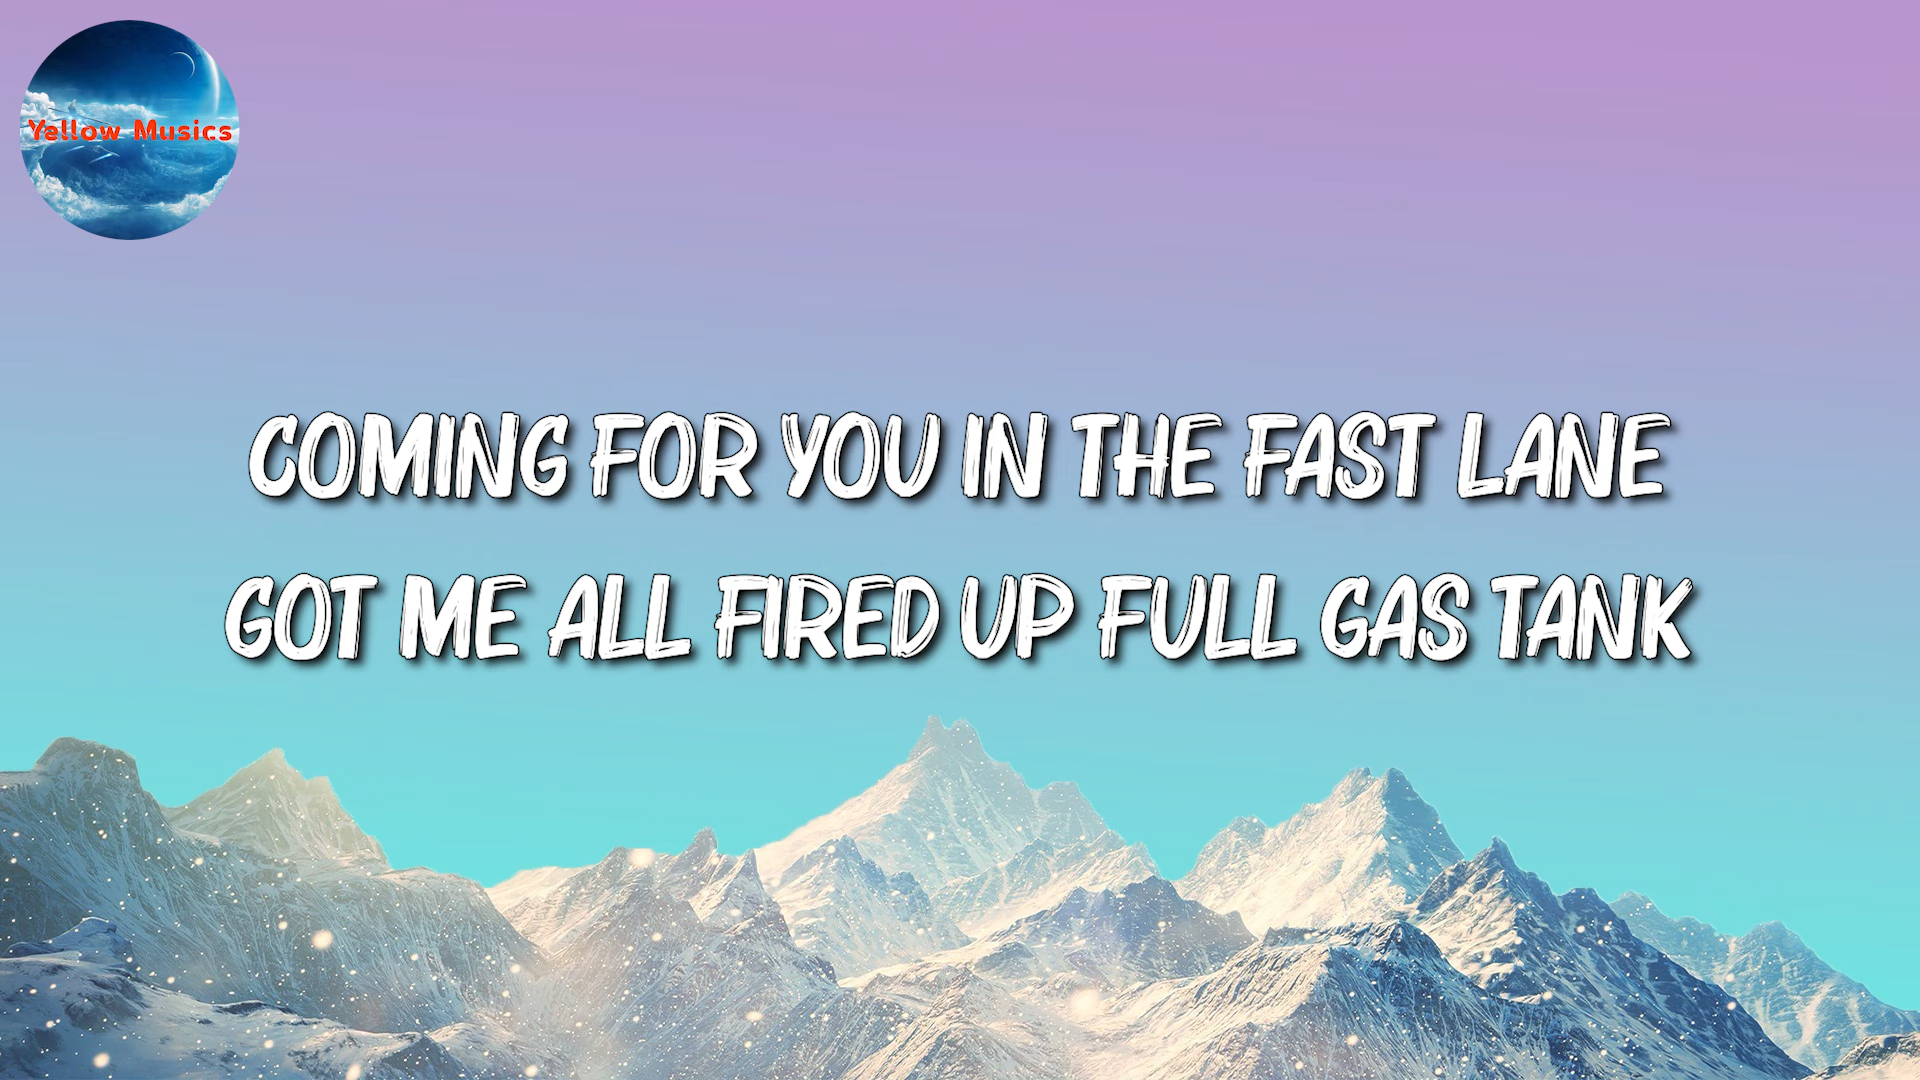 Yellow Musics
COMING FOR YOU IN THE FAST LANE
GOT ME ALL FIRED UP FULL GAS TANK